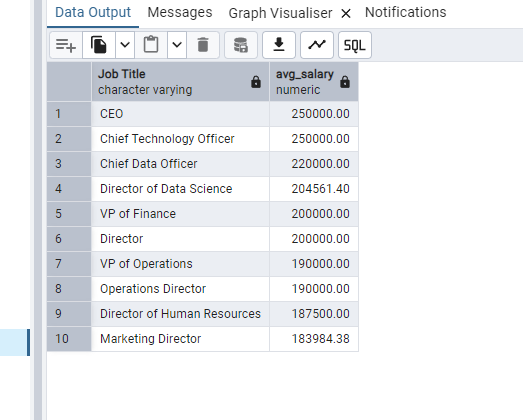 Data Output Messages Graph Visualiser × Notifications
SQL
Job Title avg_salary
character varying numeric
1 CEO 250000.00
2 Chief Technology Officer 250000.00
3 Chief Data Officer 220000.00
4 Director of Data Science 204561.40
5 VP of Finance 200000.00
6 Director 200000.00
7 VP of Operations 190000.00
8 Operations Director 190000.00
9 Director of Human Resources 187500.00
10 Marketing Director 183984.38